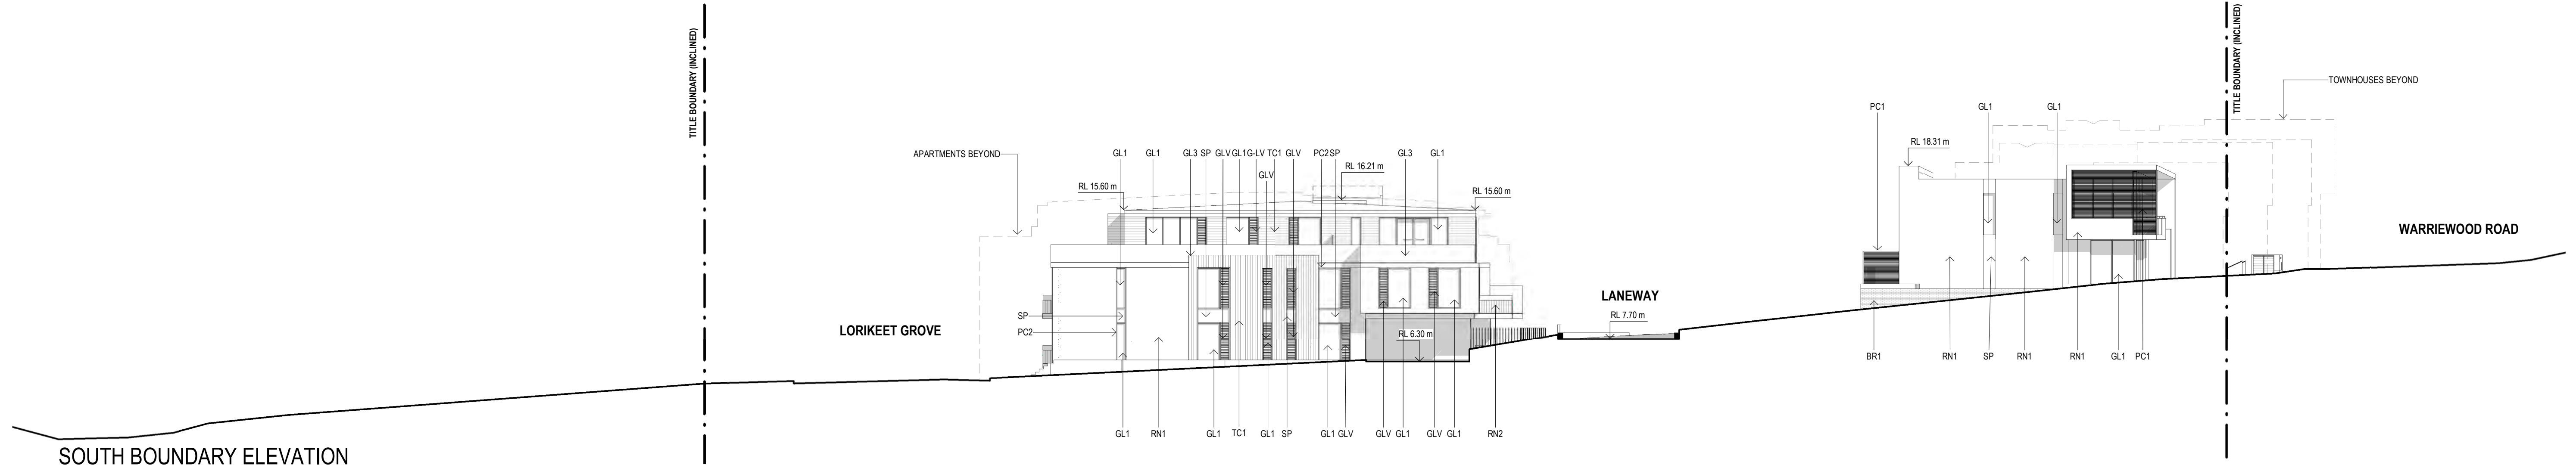 TITLE BOUNDARY (INCLINED)
TITLE BOUNDARY (INCLINED)
TOWNHOUSES BEYOND
PC1
GL1
GL1
RL 18.31 m
APARTMENTS BEYOND
GL1
GL1
GL3
SP
GLV
GL1
G-LV
TC1
GLV
PC2
SP
GL3
GL1
RL 16.21 m
GLV
RL 15.60 m
RL 15.60 m
WARRIEWOOD ROAD
LANEWAY
RL 7.70 m
SP
PC2
LORIKEET GROVE
RL 6.30 m
BR1
RN1
SP
RN1
RN1
GL1
PC1
GL1
RN1
GL1
TC1
GL1
SP
GL1
GLV
GLV
GL1
GLV
GL1
RN2
SOUTH BOUNDARY ELEVATION